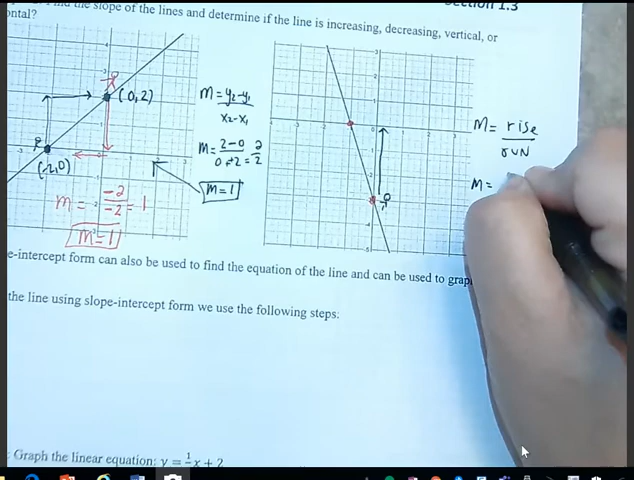 Section 1.3
the slope of the lines and determine if the line is increasing, decreasing, vertical, or
ontal?
(0,2)
(-2,0)
m = y₂-y₁
x₂-x₁
m = 2-0
0+2 = 2
2
m = 1
m = -2
-2 = 1
m = 1
m = rise
run
m =
e-intercept form can also be used to find the equation of the line and can be used to grap
the line using slope-intercept form we use the following steps:
: Graph the linear equation: y = 1/2 x + 2